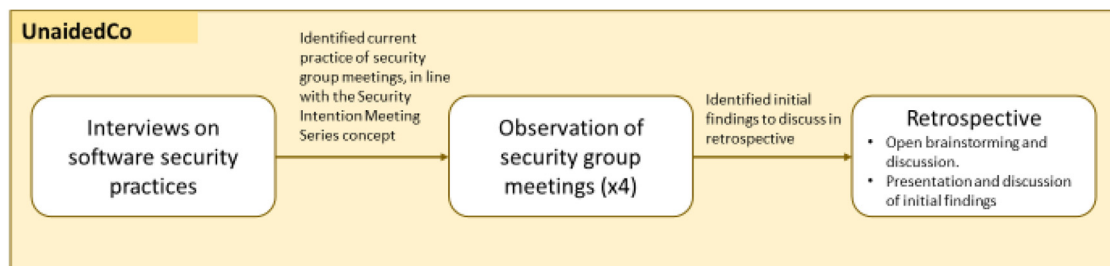 UnaidedCo
Interviews on
software security
practices
Identified current
practice of security
group meetings, in line
with the Security
Intention Meeting
Series concept
Observation of
security group
meetings (x4)
Identified initial
findings to discuss in
retrospective
Retrospective
• Open brainstorming and
discussion.
• Presentation and discussion
of initial findings